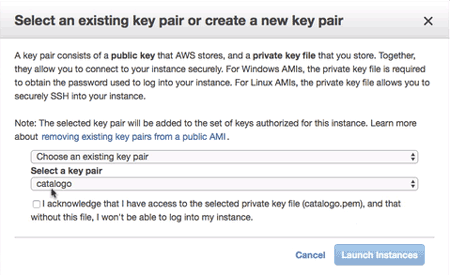 Select an existing key pair or create a new key pair
A key pair consists of a public key that AWS stores, and a private key file that you store. Together,
they allow you to connect to your instance securely. For Windows AMIs, the private key file is required
to obtain the password used to log into your instance. For Linux AMIs, the private key file allows you to
securely SSH into your instance.
Note: The selected key pair will be added to the set of keys authorized for this instance. Learn more
about removing existing key pairs from a public AMI.
Choose an existing key pair
Select a key pair
catalogo
I acknowledge that I have access to the selected private key file (catalogo.pem), and that
without this file, I won't be able to log into my instance.
Cancel Launch Instances